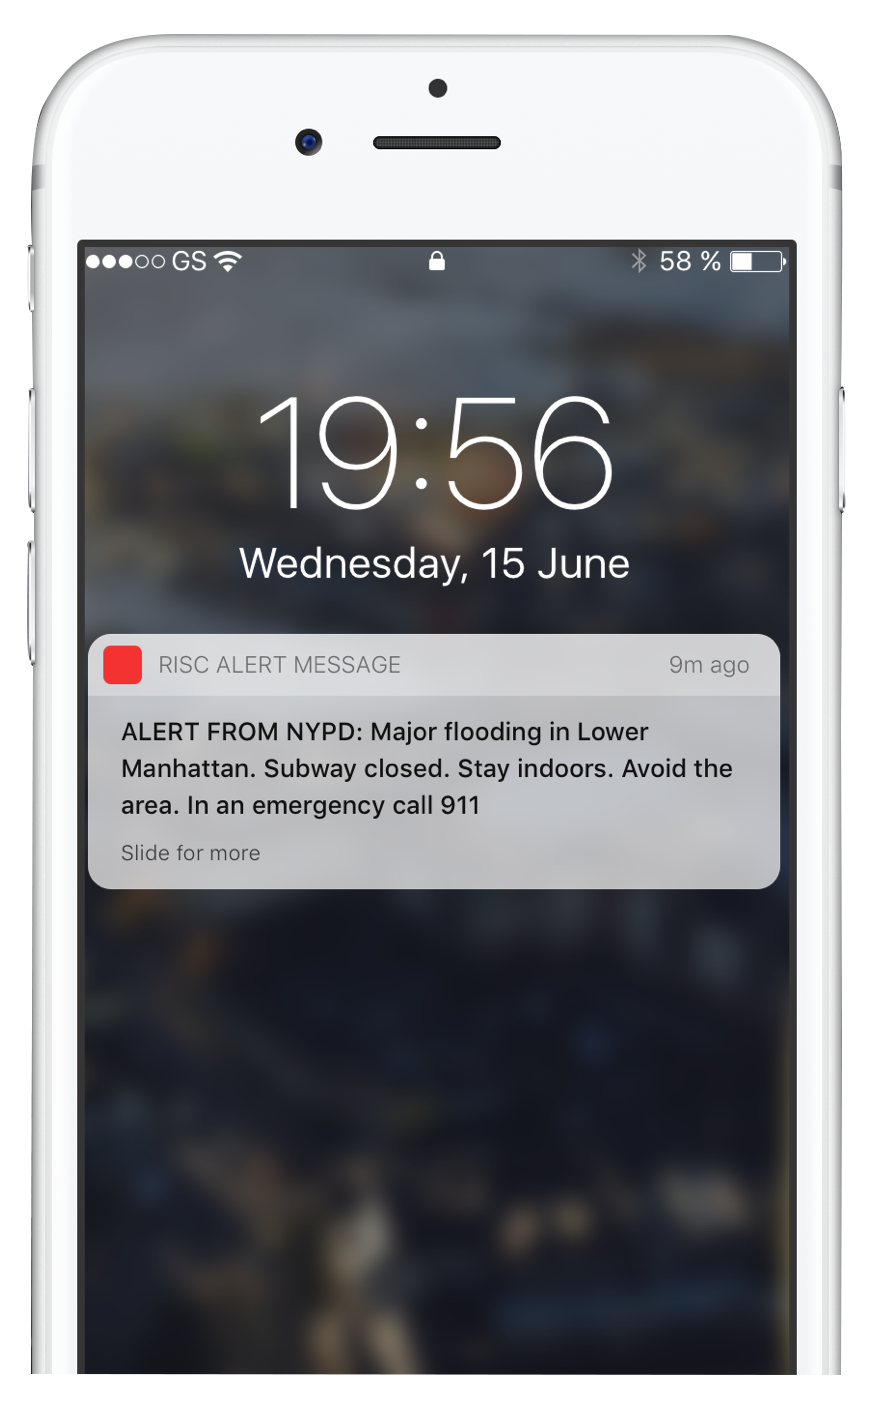 GS 58 %
19:56
Wednesday, 15 June
RISC ALERT MESSAGE 9m ago
ALERT FROM NYPD: Major flooding in Lower
Manhattan. Subway closed. Stay indoors. Avoid the
area. In an emergency call 911
Slide for more